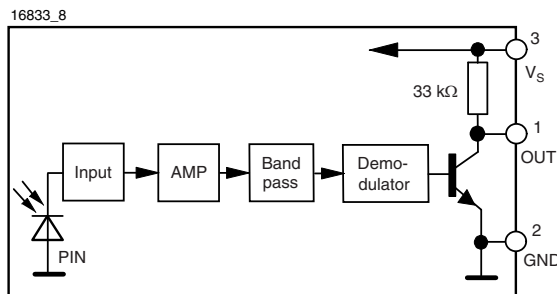 16833_8
3
V_S
33 kΩ
1
OUT
Input
AMP
Band
pass
Demo-
dulator
2
GND
PIN